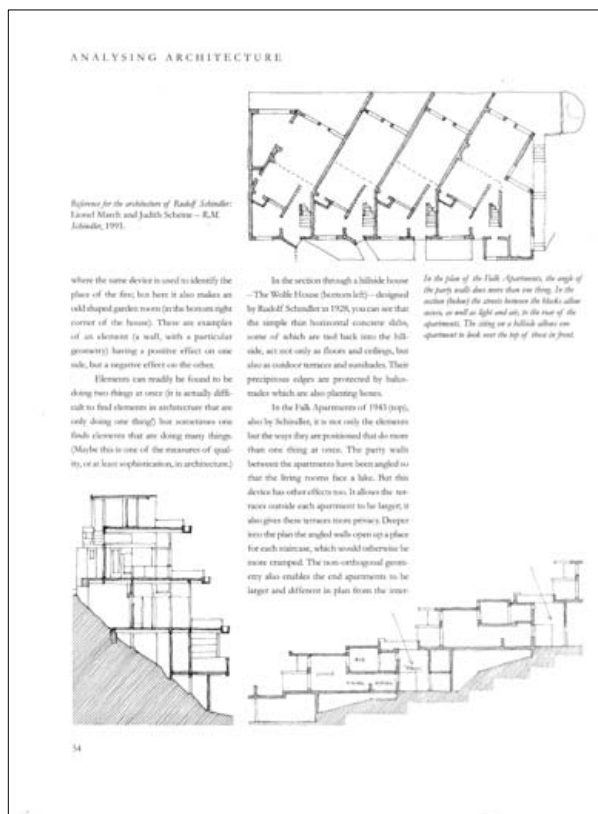 ANALYSING ARCHITECTURE
Reference for the architecture of Rudolf Schindler:
Lionel March and Judith Scheine – R.M.
Schindler, 1993.
where the same device is used to identify the
place of the fire; but here it also makes an
odd shaped garden room (in the bottom right
corner of the house). These are examples
of an element (a wall, with a particular
geometry) having a positive effect on one
side, but a negative effect on the other.
Elements can readily be found to be
doing two things at once (it is actually diffi-
cult to find elements in architecture that are
only doing one thing!) but sometimes one
finds elements that are doing many things.
(Maybe this is one of the measures of qual-
ity, or at least sophistication, in architecture.)
In the section through a hillside house
–The Wolfe House (bottom left)–designed
by Rudolf Schindler in 1928, you can see that
the simple thin horizontal concrete slabs,
some of which are tied back into the hill-
side, act not only as floors and ceilings, but
also as outdoor terraces and sunshades. Their
precipitous edges are protected by balus-
trades which are also planting boxes.
In the Falk Apartments of 1943 (top),
also by Schindler, it is not only the elements
but the ways they are positioned that do more
than one thing at once. The party walls
between the apartments have been angled so
that the living rooms face a lake. But this
device has other effects too. It allows the ter-
races outside each apartment to be larger; it
also gives these terraces more privacy. Deeper
into the plan the angled walls open up a place
for each staircase, which would otherwise be
more cramped. The non-orthogonal geom-
etry also enables the end apartments to be
larger and different in plan from the inter-
In the plan of the Falk Apartments, the angle of
the party walls does more than one thing. In the
section (below) the streets between the blocks allow
access, as well as light and air, to the rear of the
apartments. The siting on a hillside allows one
apartment to look over the top of those in front.
54